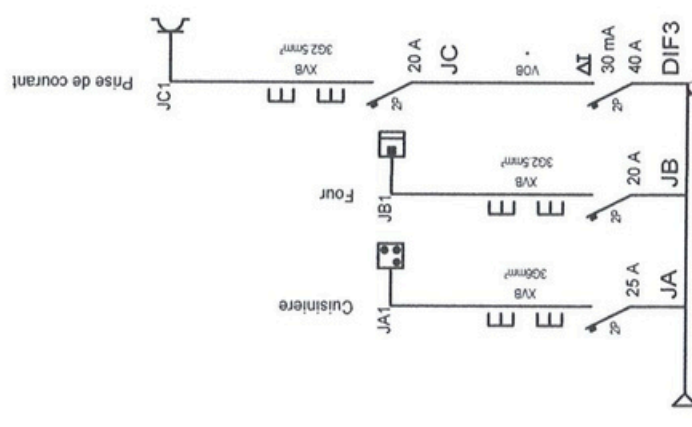 Prise de courant
JC1
XVB
3G2.5mm²
2P
20 A
JC
VOB
ΔI
30 mA
40 A
2P
DIF3
Four
JB1
XVB
3G2.5mm²
2P
20 A
JB
Cuisiniere
JA1
XVB
3G6mm²
2P
25 A
JA